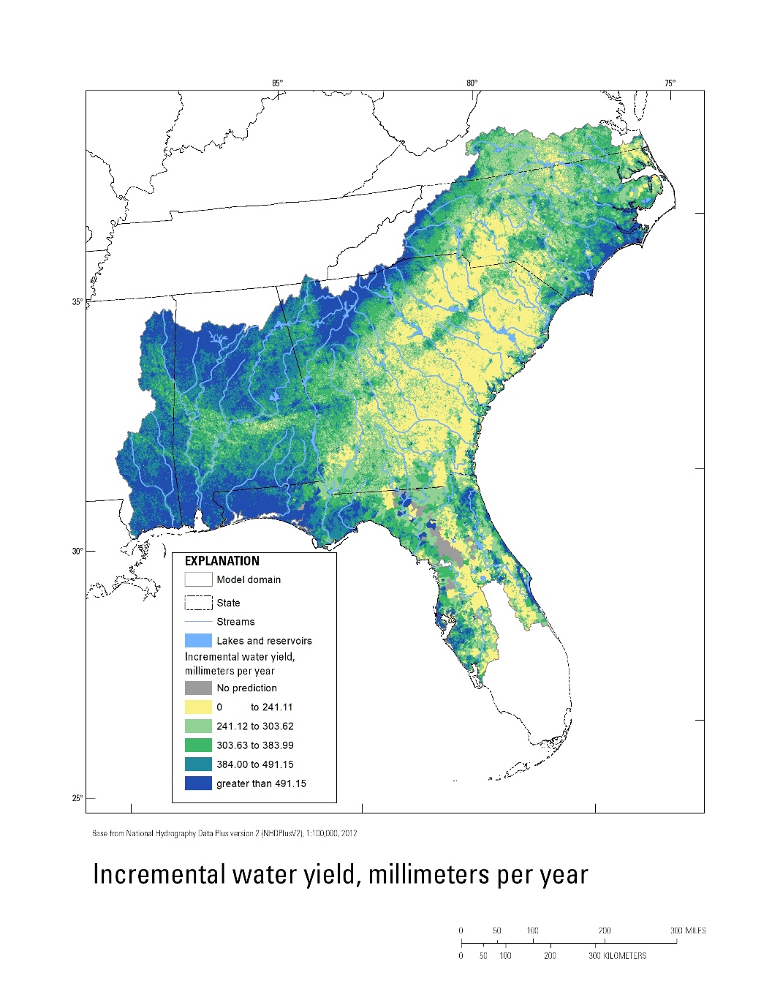 85° 80° 75°
35°
30°
25°
EXPLANATION
Model domain
State
Streams
Lakes and reservoirs
Incremental water yield,
millimeters per year
No prediction
0 to 241.11
241.12 to 303.62
303.63 to 383.99
384.00 to 491.15
greater than 491.15
Base from National Hydrography Data Plus version 2 (NHDPlusV2), 1:100,000, 2012
Incremental water yield, millimeters per year
0 50 100 200 300 MILES
0 50 100 200 300 KILOMETERS